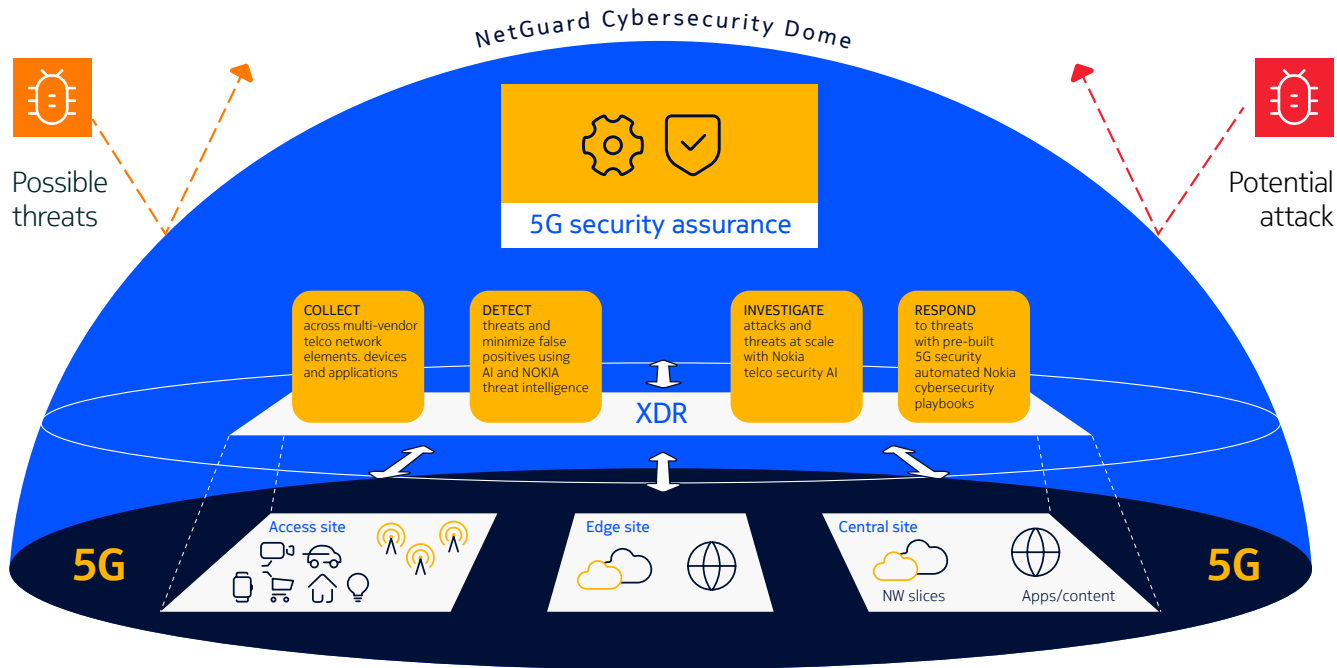 NetGuard Cybersecurity Dome
Possible
threats
Potential
attack
5G security assurance
COLLECT
across multi-vendor
telco network
elements. devices
and applications
DETECT
threats and
minimize false
positives using
AI and NOKIA
threat intelligence
INVESTIGATE
attacks and
threats at scale
with Nokia
telco security AI
RESPOND
to threats
with pre-built
5G security
automated Nokia
cybersecurity
playbooks
XDR
5G
Access site
Edge site
Central site
NW slices
Apps/content
5G